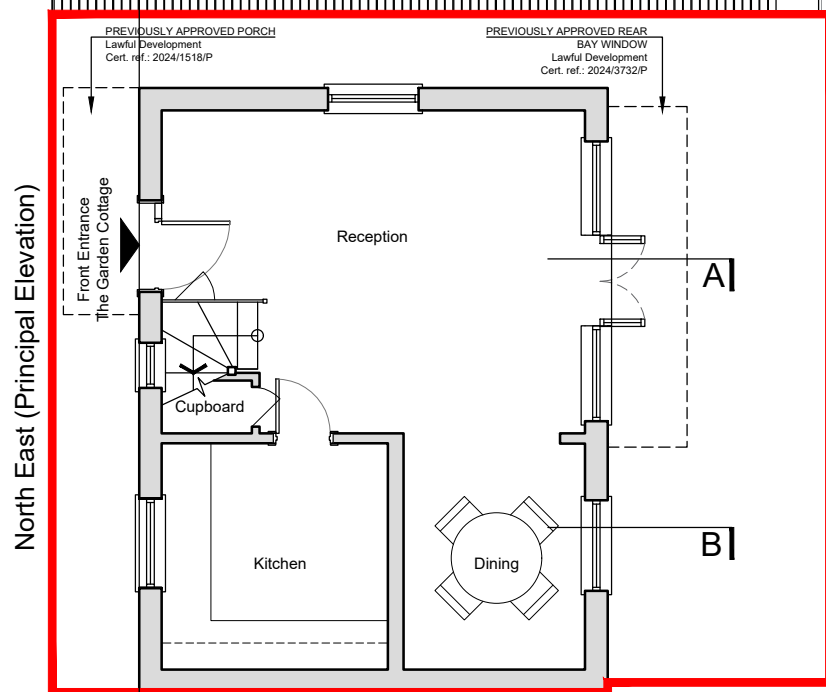 PREVIOUSLY APPROVED PORCH
Lawful Development
Cert. ref.: 2024/1518/P
PREVIOUSLY APPROVED REAR
BAY WINDOW
Lawful Development
Cert. ref.: 2024/3732/P
North East (Principal Elevation)
Front Entrance
The Garden Cottage
Reception
A
Cupboard
Kitchen
Dining
B